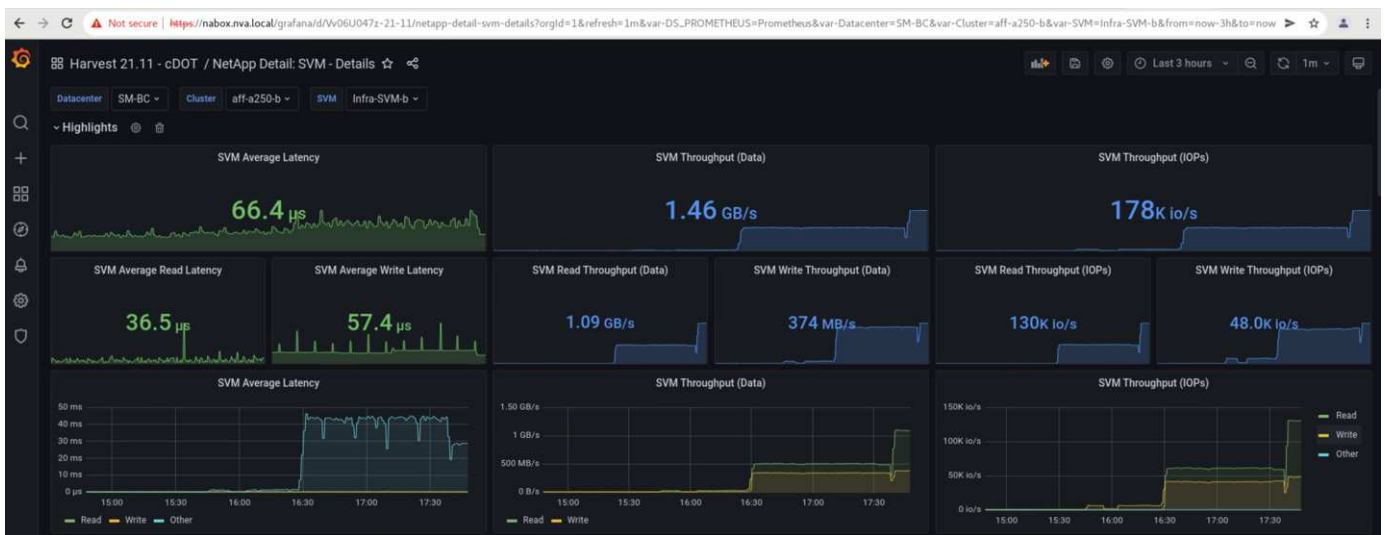 Not secure | https://nabox.nva.local/grafana/d/Vv06U047z-21-11/netapp-detail-svm-details?orgId=1&refresh=1m&var-DS_PROMETHEUS=Prometheus&var-Datacenter=SM-BC&var-Cluster=aff-a250-b&var-SVM=Infra-SVM-b&from=now-3h&to=now
Harvest 21.11 - cDOT / NetApp Detail: SVM - Details
Last 3 hours
1m
Datacenter SM-BC Cluster aff-a250-b SVM Infra-SVM-b
Highlights
SVM Average Latency
66.4 µs
SVM Throughput (Data)
1.46 GB/s
SVM Throughput (IOPs)
178K io/s
SVM Average Read Latency
36.5 µs
SVM Average Write Latency
57.4 µs
SVM Read Throughput (Data)
1.09 GB/s
SVM Write Throughput (Data)
374 MB/s
SVM Read Throughput (IOPs)
130K io/s
SVM Write Throughput (IOPs)
48.0K io/s
SVM Average Latency
50 ms
40 ms
30 ms
20 ms
10 ms
0 µs
15:00 15:30 16:00 16:30 17:00 17:30
Read Write Other
SVM Throughput (Data)
1.50 GB/s
1 GB/s
500 MB/s
0 B/s
15:00 15:30 16:00 16:30 17:00 17:30
Read Write
SVM Throughput (IOPs)
150K io/s
100K io/s
50K io/s
0 io/s
15:00 15:30 16:00 16:30 17:00 17:30
Read
Write
Other